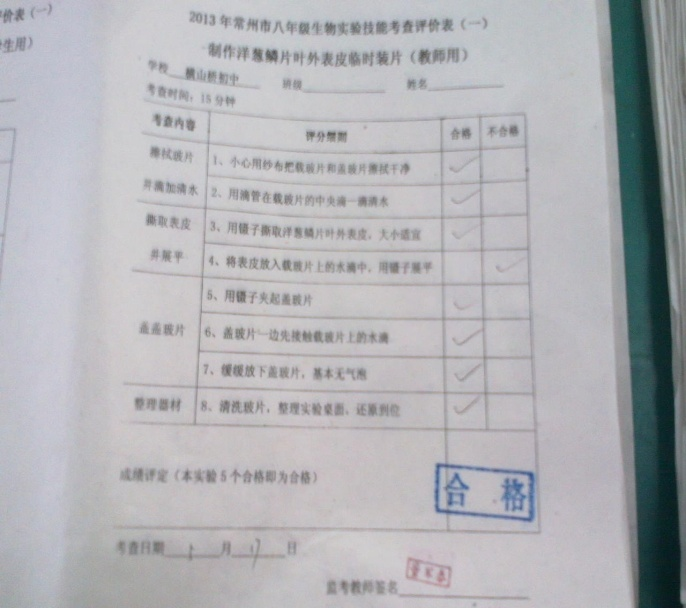 价表（一）
生用）
2013年常州市八年级生物实验技能考查评价表（一）
制作洋葱鳞片叶外表皮临时装片（教师用）
学校 横山桥初中 班级 姓名
考查时间：15分钟
考查内容 评分细则 合格 不合格
擦拭玻片 1、小心用纱布把载玻片和盖玻片擦拭干净
并滴加清水 2、用滴管在载玻片的中央滴一滴清水
撕取表皮 3、用镊子撕取洋葱鳞片叶外表皮，大小适宜
并展平 4、将表皮放入载玻片上的水滴中，用镊子展平
5、用镊子夹起盖玻片
盖盖玻片 6、盖玻片一边先接触载玻片上的水滴
7、缓缓放下盖玻片，基本无气泡
整理器材 8、清洗玻片，整理实验桌面，还原到位
成绩评定（本实验5个合格即为合格）
合 格
考查日期 月 17 日
监考教师签名